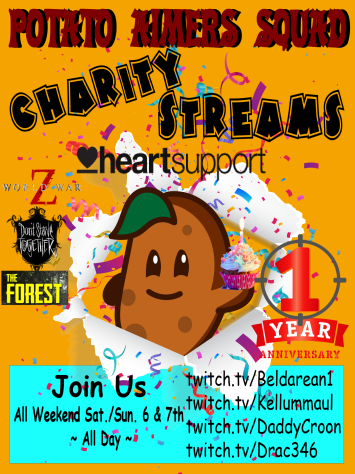 POTATO AIMERS SQUAD
CHARITY
STREAMS
heartsupport
Z
WORLD WAR
Don't Starve
TOGETHER
THE
FOREST
1
YEAR
ANNIVERSARY
Join Us
All Weekend Sat./Sun. 6 & 7th
~ All Day ~
twitch.tv/Beldarean1
twitch.tv/Kellummaul
twitch.tv/DaddyCroon
twitch.tv/Drac346